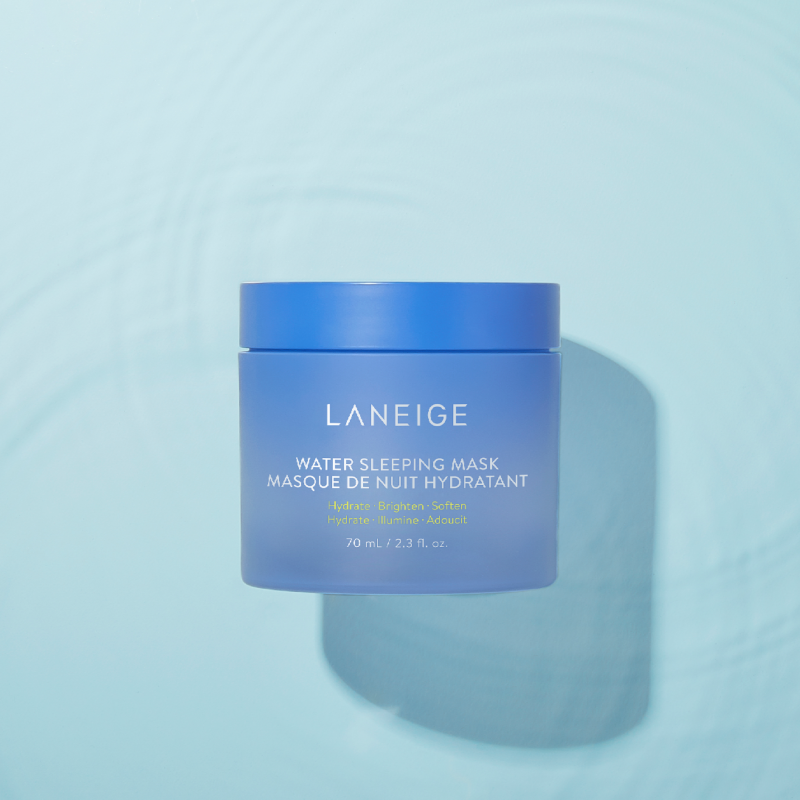 LANEIGE
WATER SLEEPING MASK
MASQUE DE NUIT HYDRATANT
Hydrate · Brighten · Soften
Hydrate · Illumine · Adoucit
70 mL / 2.3 fl. oz.